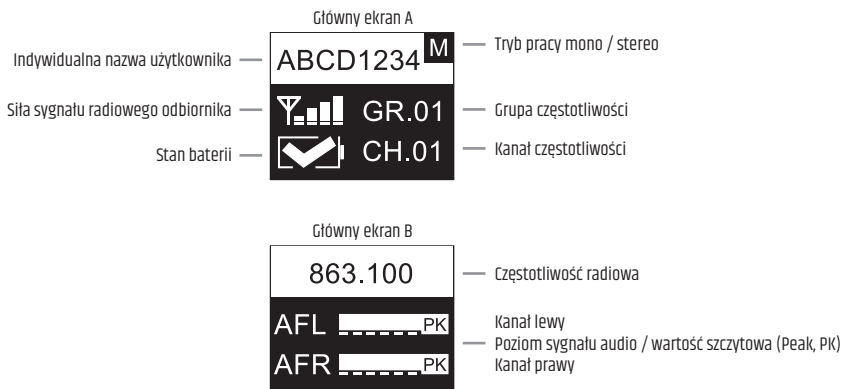 Główny ekran A
Indywidualna nazwa użytkownika
ABCD1234
M
Tryb pracy mono / stereo
Siła sygnału radiowego odbiornika
GR.01
Grupa częstotliwości
Stan baterii
CH.01
Kanał częstotliwości
Główny ekran B
863.100
Częstotliwość radiowa
AFL
PK
Kanał lewy
Poziom sygnału audio / wartość szczytowa (Peak, PK)
AFR
PK
Kanał prawy